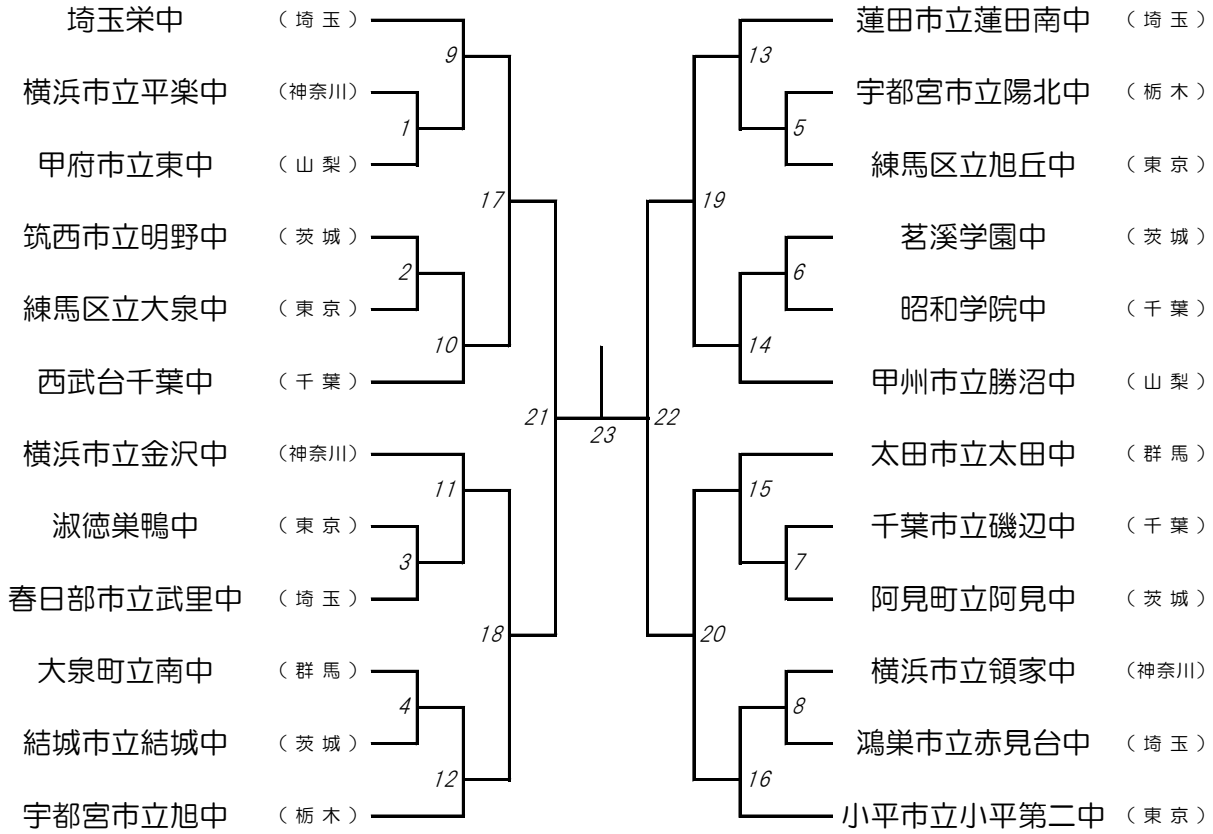 埼玉栄中 （埼玉）
9
横浜市立平楽中 （神奈川）
1
甲府市立東中 （山梨）
17
筑西市立明野中 （茨城）
2
練馬区立大泉中 （東京）
10
西武台千葉中 （千葉）
21
横浜市立金沢中 （神奈川）
11
淑徳巣鴨中 （東京）
3
春日部市立武里中 （埼玉）
18
大泉町立南中 （群馬）
4
結城市立結城中 （茨城）
12
宇都宮市立旭中 （栃木）
23
蓮田市立蓮田南中 （埼玉）
13
宇都宮市立陽北中 （栃木）
5
練馬区立旭丘中 （東京）
19
茗溪学園中 （茨城）
6
昭和学院中 （千葉）
14
甲州市立勝沼中 （山梨）
22
太田市立太田中 （群馬）
15
千葉市立磯辺中 （千葉）
7
阿見町立阿見中 （茨城）
20
横浜市立領家中 （神奈川）
8
鴻巣市立赤見台中 （埼玉）
16
小平市立小平第二中 （東京）